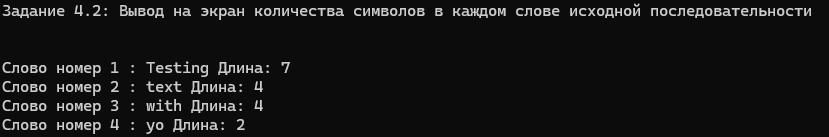 Задание 4.2: Вывод на экран количества символов в каждом слове исходной последовательности
Слово номер 1 : Testing Длина: 7
Слово номер 2 : text Длина: 4
Слово номер 3 : with Длина: 4
Слово номер 4 : yo Длина: 2